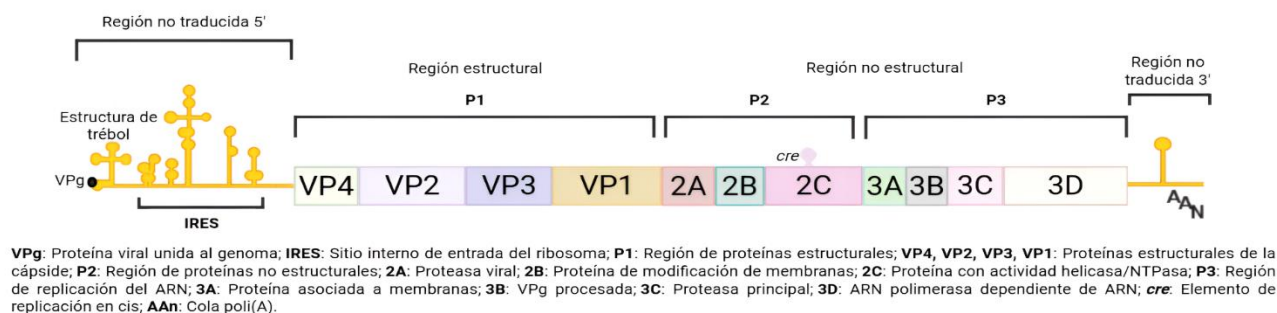 Región no traducida 5'
Región estructural
Región no estructural
Región no
traducida 3'
P1
P2
P3
Estructura de
trébol
cre
VPg
VP4 VP2 VP3 VP1 2A 2B 2C 3A 3B 3C 3D
IRES
AAN
VPg: Proteína viral unida al genoma; IRES: Sitio interno de entrada del ribosoma; P1: Región de proteínas estructurales; VP4, VP2, VP3, VP1: Proteínas estructurales de la
cápside; P2: Región de proteínas no estructurales; 2A: Proteasa viral; 2B: Proteína de modificación de membranas; 2C: Proteína con actividad helicasa/NTPasa; P3: Región
de replicación del ARN; 3A: Proteína asociada a membranas; 3B: VPg procesada; 3C: Proteasa principal; 3D: ARN polimerasa dependiente de ARN; cre: Elemento de
replicación en cis; AAn: Cola poli(A).